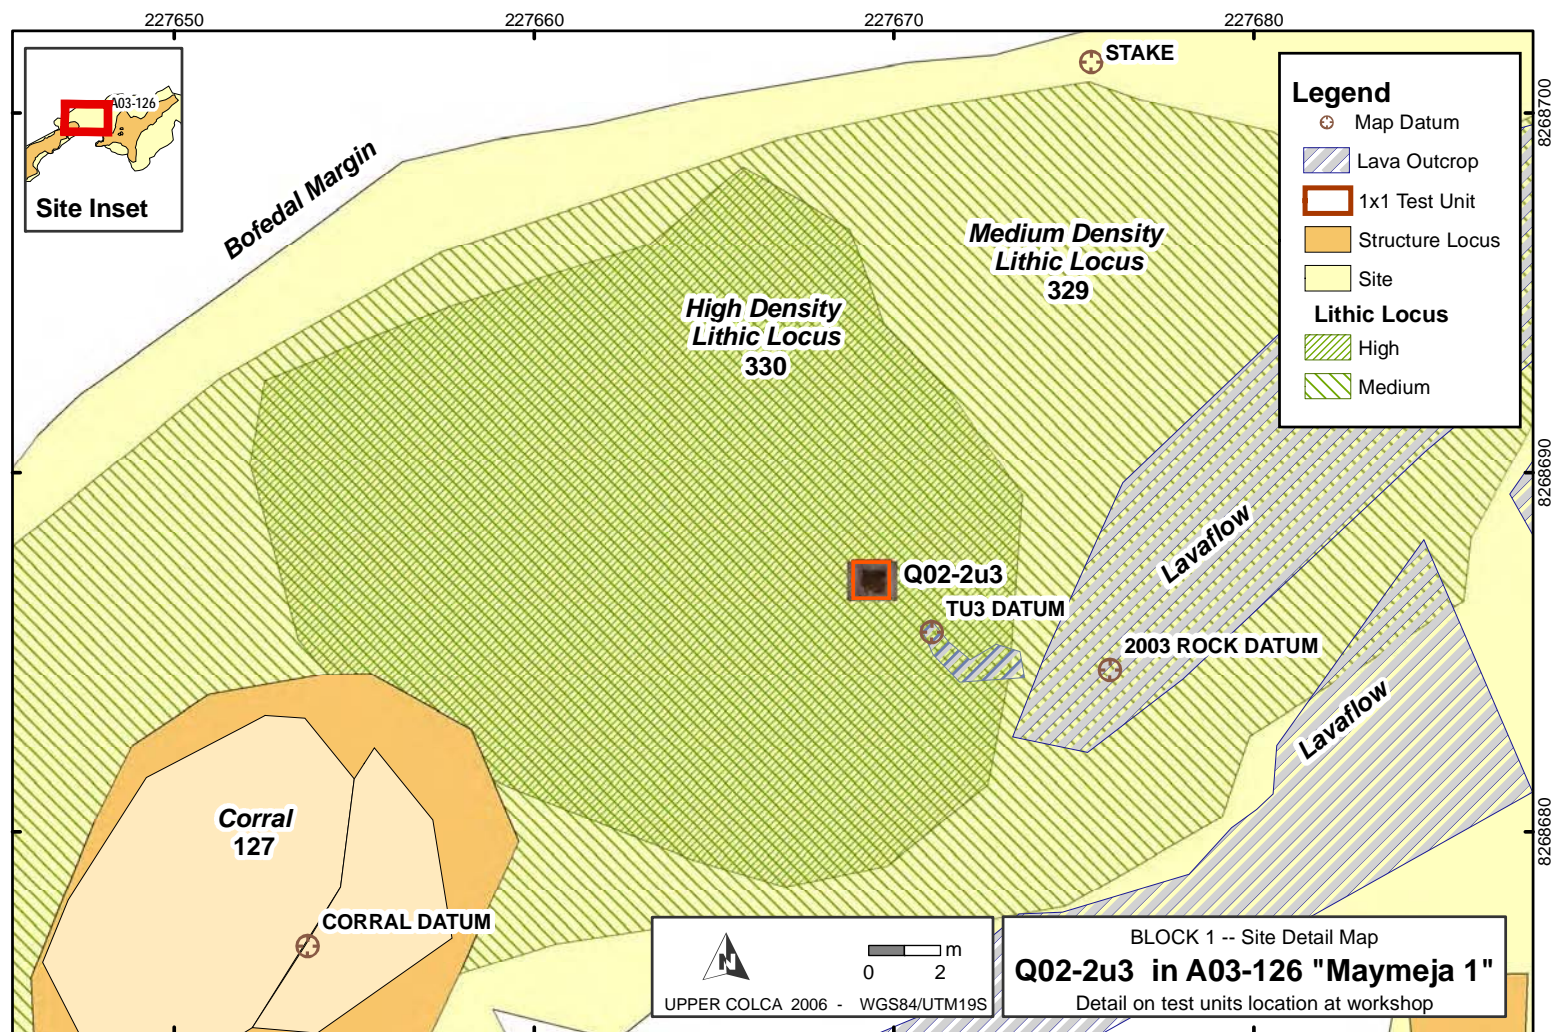 227650
227660
227670
227680
STAKE
A03-126
Site Inset
Bofedal Margin
Legend
Map Datum
Lava Outcrop
1x1 Test Unit
Structure Locus
Site
Lithic Locus
High
Medium
8268700
Medium Density
Lithic Locus
329
High Density
Lithic Locus
330
8268690
Lavaflow
Q02-2u3
TU3 DATUM
2003 ROCK DATUM
Lavaflow
Corral
127
8268680
CORRAL DATUM
N
m
0 2
UPPER COLCA 2006 - WGS84/UTM19S
BLOCK 1 -- Site Detail Map
Q02-2u3 in A03-126 "Maymeja 1"
Detail on test units location at workshop